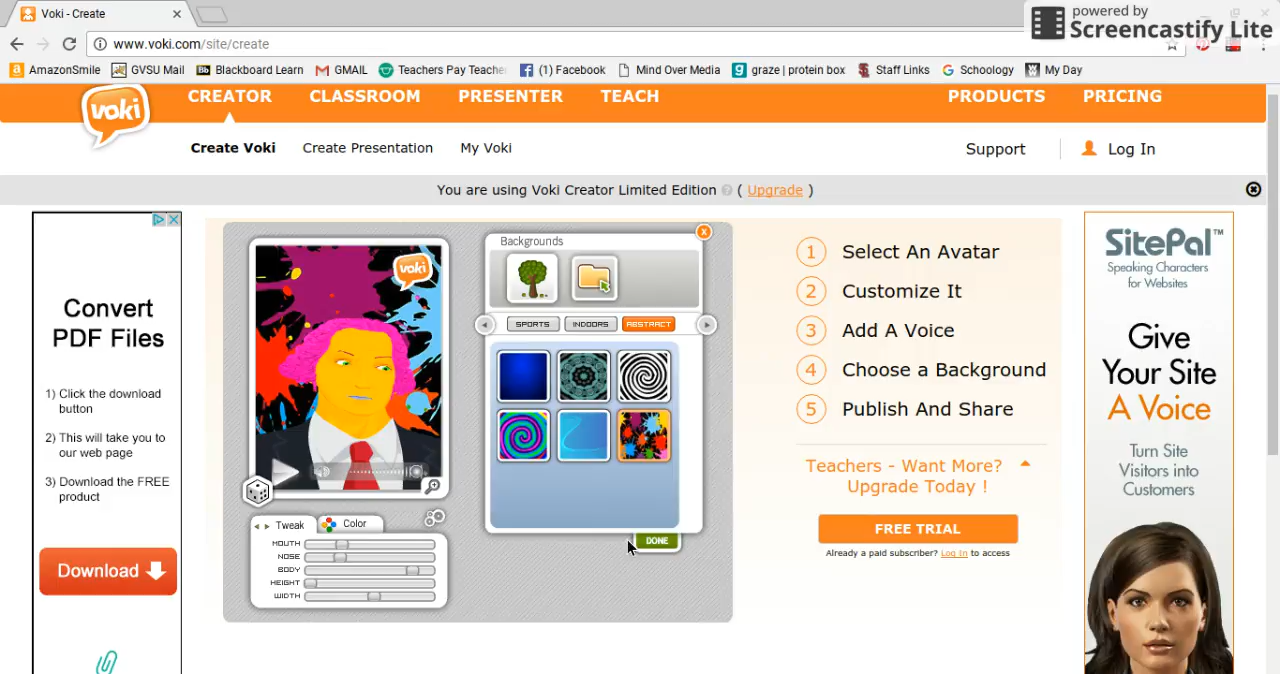 Voki - Create
powered by
Screencastify Lite
www.voki.com/site/create
AmazonSmile
GVSU Mail
Bb
Blackboard Learn
GMAIL
Teachers Pay Teache
(1) Facebook
Mind Over Media
graze | protein box
Staff Links
Schoology
My Day
voki
CREATOR
CLASSROOM
PRESENTER
TEACH
PRODUCTS
PRICING
Create Voki
Create Presentation
My Voki
Support
Log In
You are using Voki Creator Limited Edition ? ( Upgrade )
Convert
PDF Files
1) Click the download
button
2) This will take you to
our web page
3) Download the FREE
product
Download
voki
Tweak
Color
MOUTH
NOSE
BODY
HEIGHT
WIDTH
Backgrounds
SPORTS
INDOORS
ABSTRACT
DONE
1 Select An Avatar
2 Customize It
3 Add A Voice
4 Choose a Background
5 Publish And Share
Teachers - Want More?
Upgrade Today !
FREE TRIAL
Already a paid subscriber? Log In to access
SitePal™
Speaking Characters
for Websites
Give
Your Site
A Voice
Turn Site
Visitors into
Customers